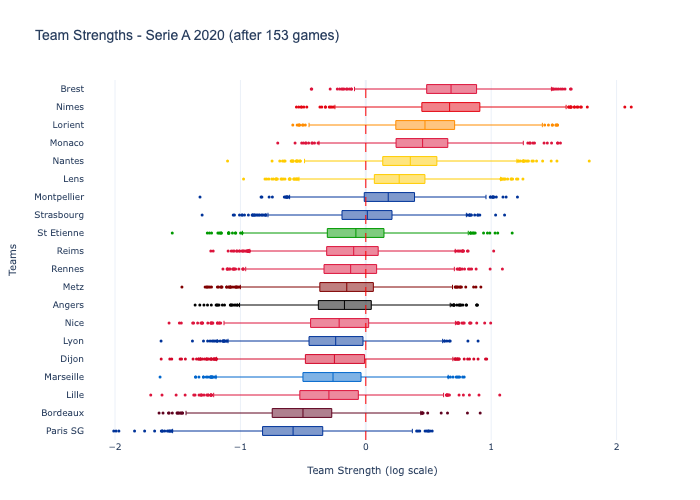 Team Strengths - Serie A 2020 (after 153 games)
Brest
Nimes
Lorient
Monaco
Nantes
Lens
Montpellier
Strasbourg
St Etienne
Reims
Rennes
Metz
Angers
Nice
Lyon
Dijon
Marseille
Lille
Bordeaux
Paris SG
Teams
−2 −1 0 1 2
Team Strength (log scale)